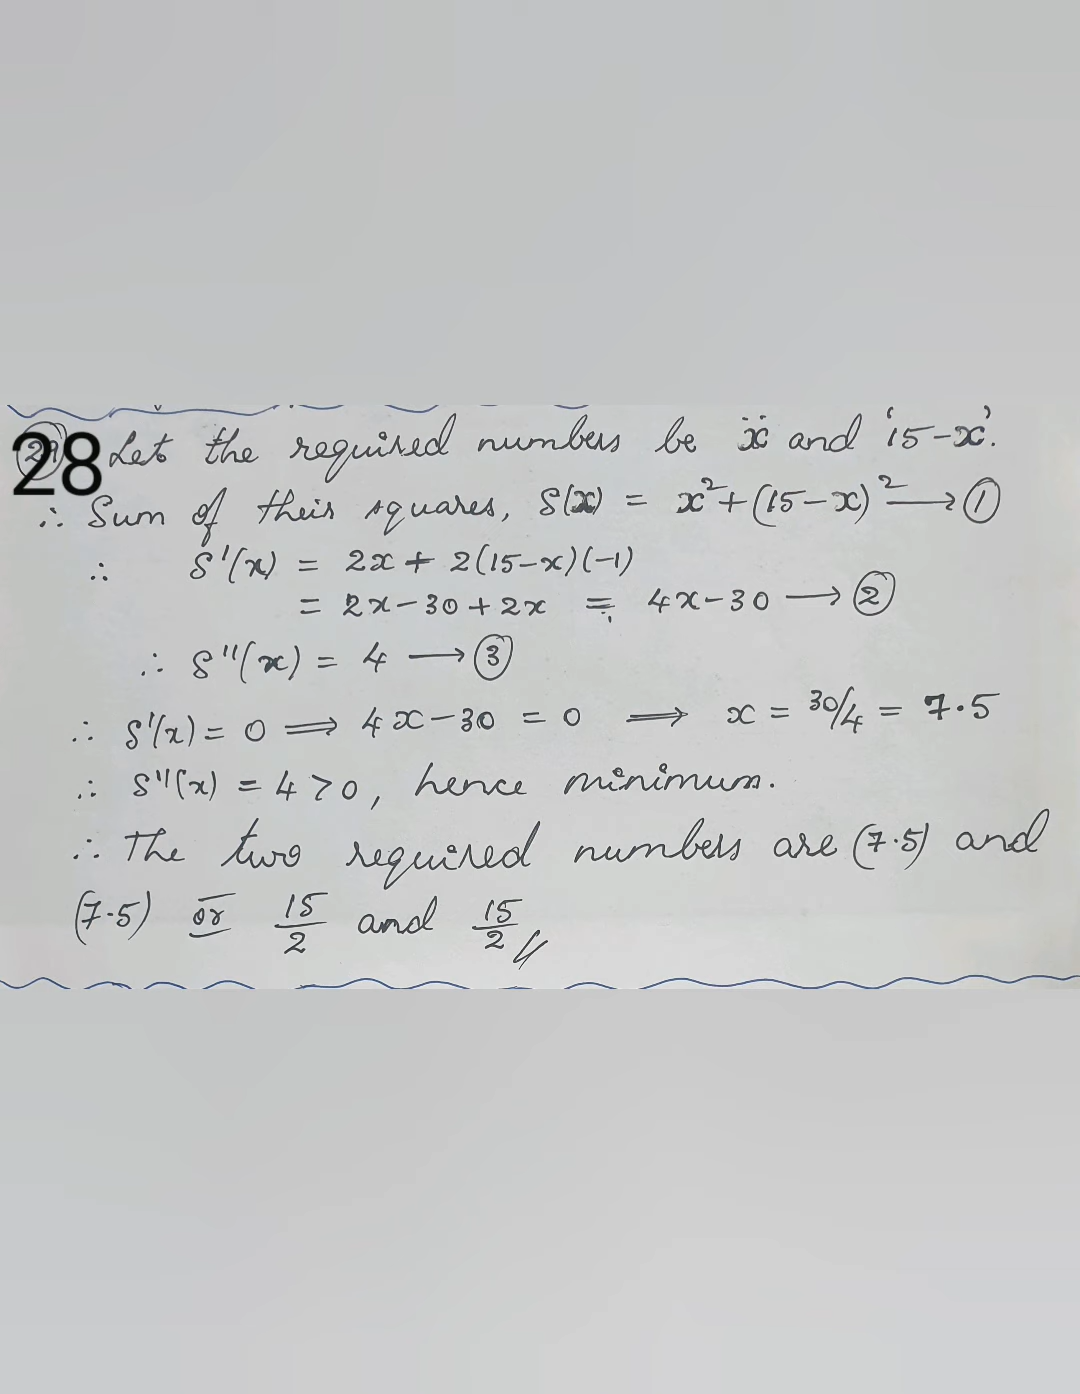 28 Let the required numbers be 'x' and '15-x'.
∴ Sum of their squares, S(x) = x² + (15-x)² → ①
∴ S'(x) = 2x + 2(15-x)(-1)
= 2x-30+2x = 4x-30 → ②
∴ S''(x) = 4 → ③
∴ S'(x) = 0 ⟹ 4x-30 = 0 ⟹ x = 30/4 = 7.5
∴ S''(x) = 4 > 0, hence minimum.
∴ The two required numbers are (7.5) and
(7.5) or 15/2 and 15/2 //